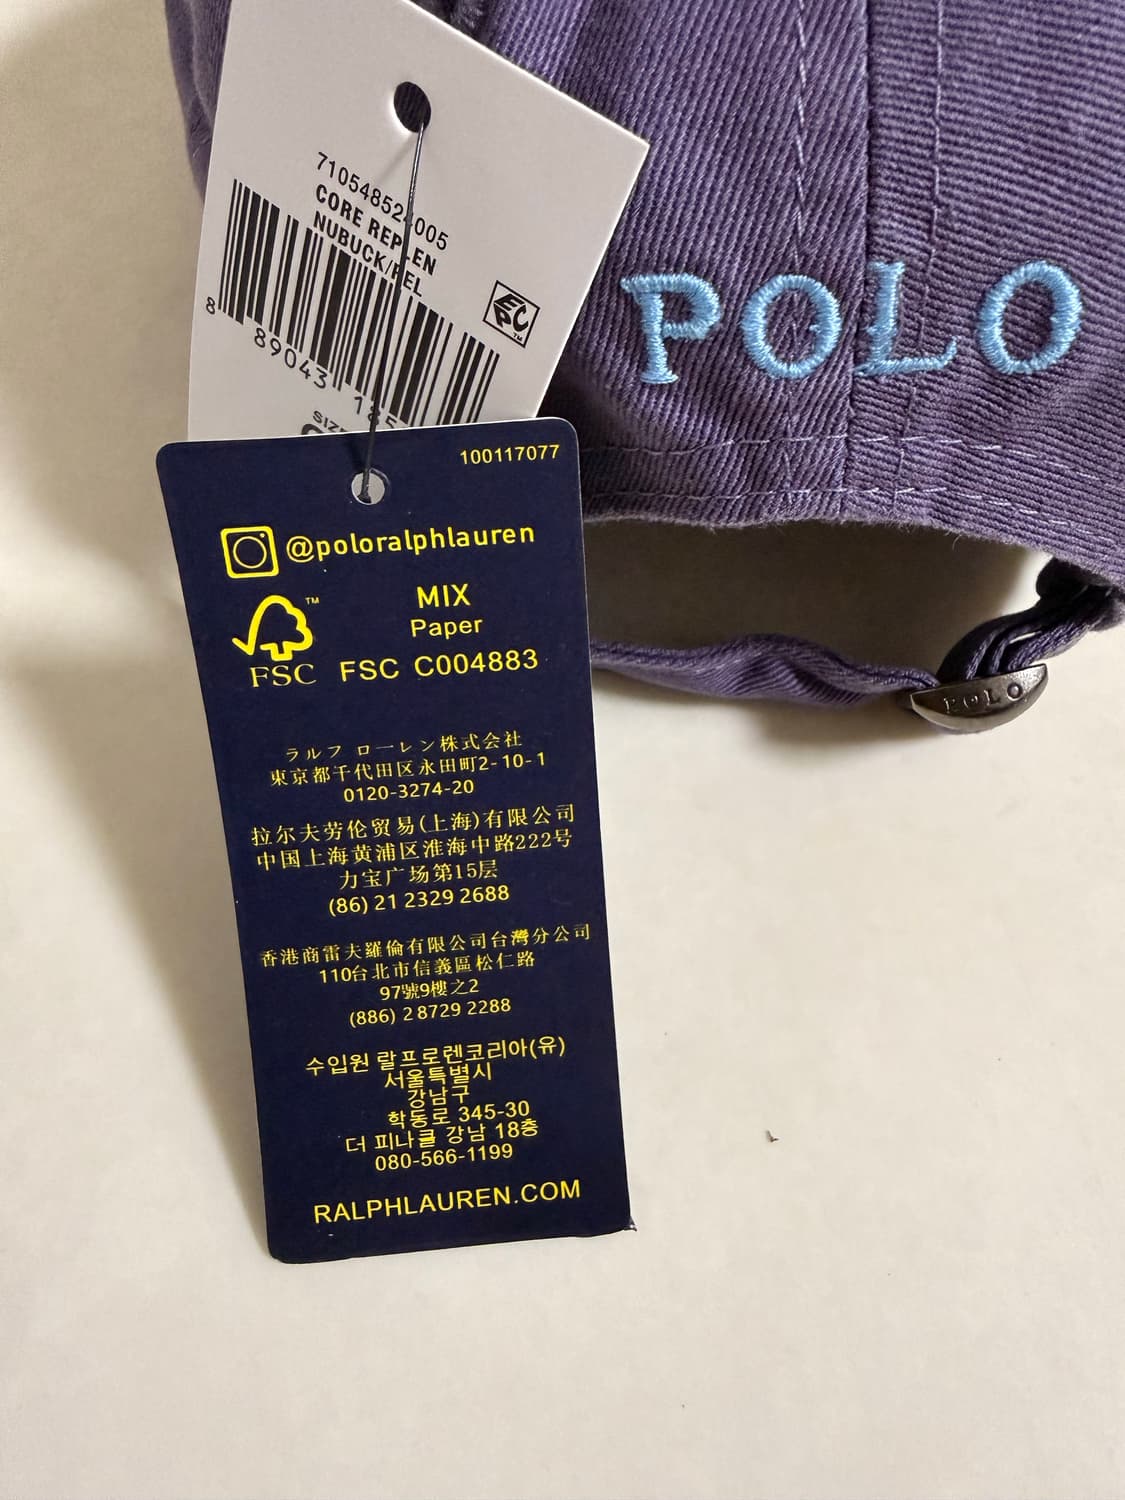 CORE REPLEN
NUBUCK/REL
8
89043
185
ECP
TM
POLO
SIZE
100117077
@poloralphlauren
TM
MIX
Paper
FSC
FSC C004883
POLO
ラルフ ローレン株式会社
東京都千代田区永田町2-10-1
0120-3274-20
拉尔夫劳伦贸易(上海)有限公司
中国上海黄浦区淮海中路222号
力宝广场第15层
(86) 21 2329 2688
香港商雷夫羅倫有限公司台灣分公司
110台北市信義區松仁路
97號9樓之2
(886) 2 8729 2288
수입원 랄프로렌코리아(유)
서울특별시
강남구
학동로 345-30
더 피나클 강남 18층
080-566-1199
RALPHLAUREN.COM